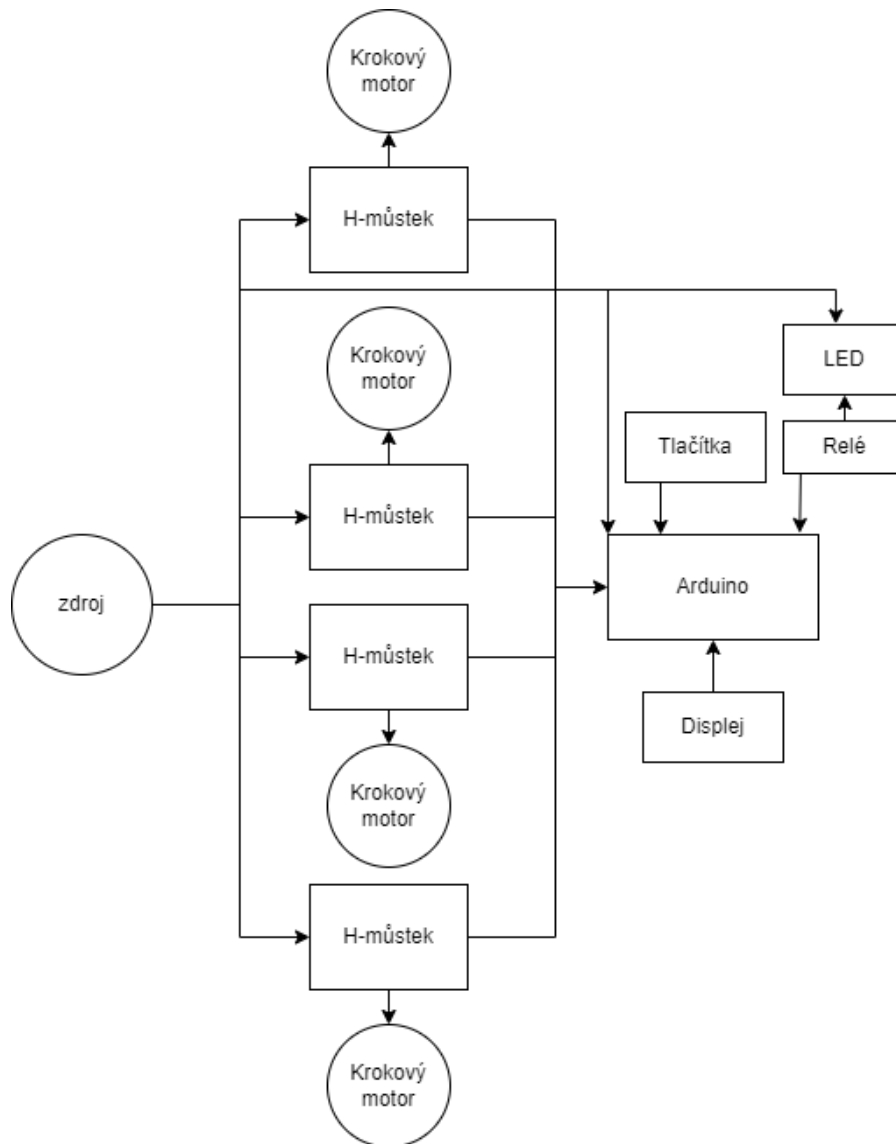 Krokový
motor
H-můstek
LED
Krokový
motor
Tlačítka
Relé
H-můstek
zdroj
Arduino
H-můstek
Displej
Krokový
motor
H-můstek
Krokový
motor